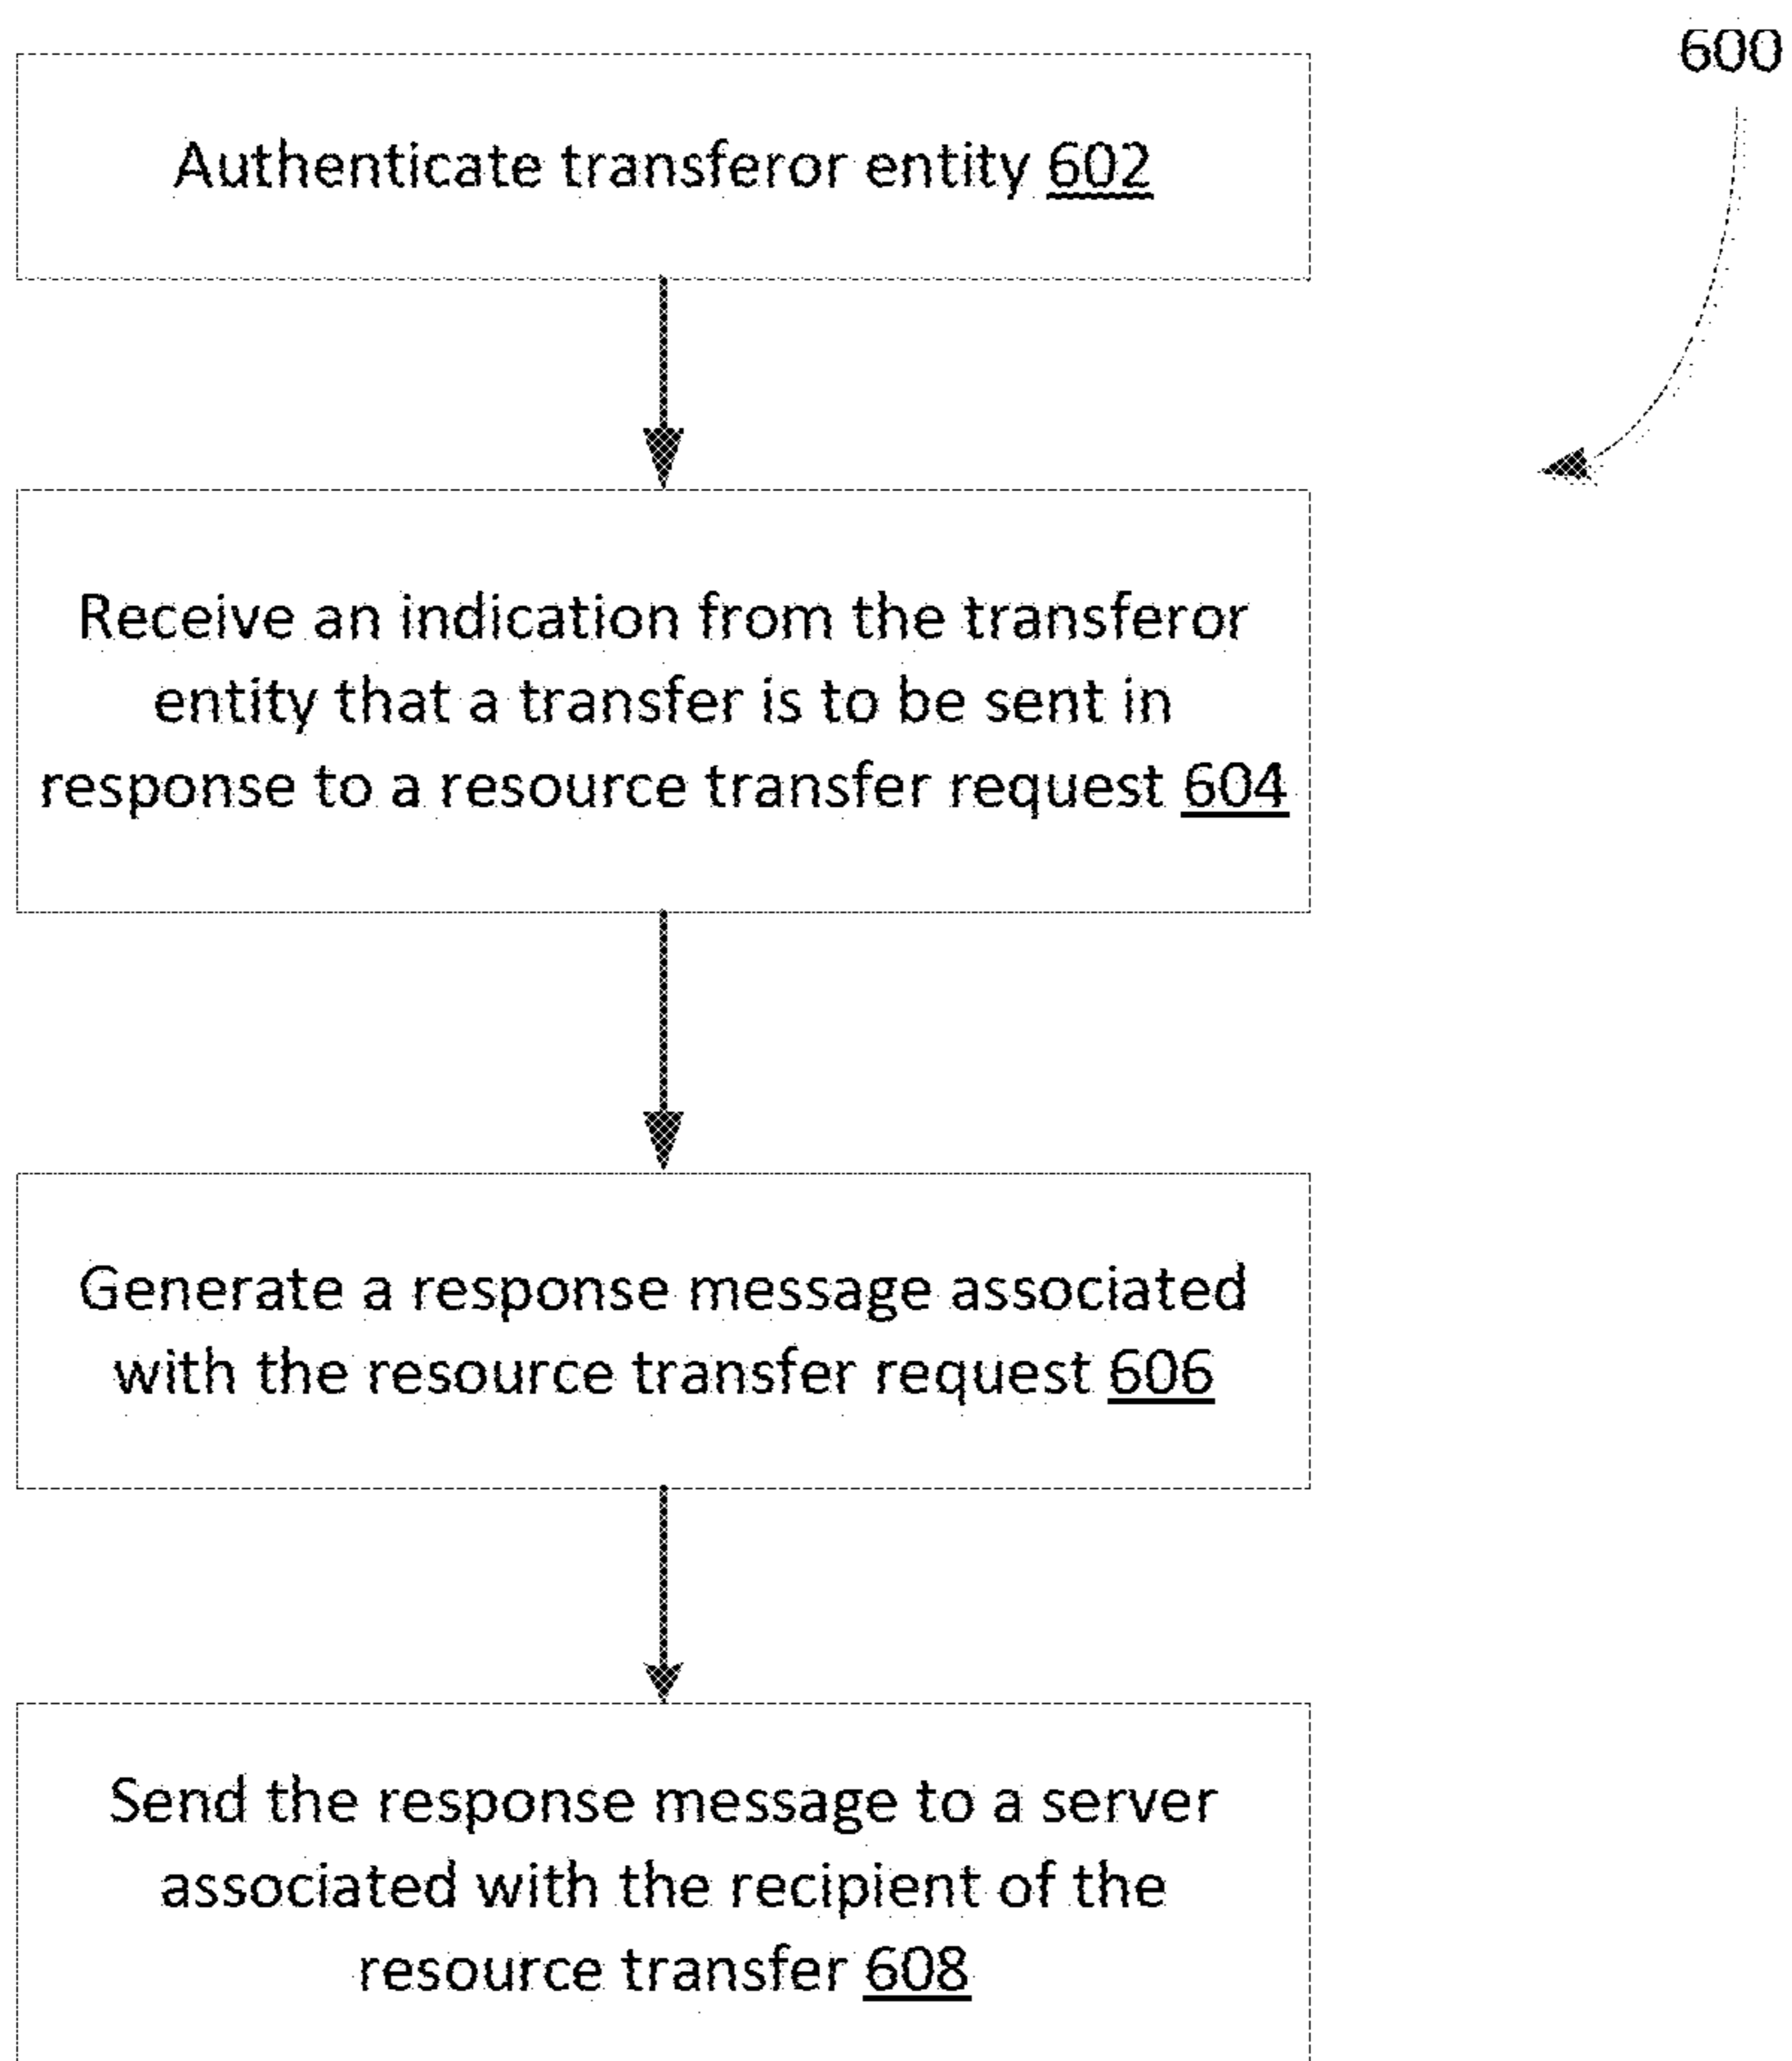 600
Authenticate transferor entity 602
Receive an indication from the transferor
entity that a transfer is to be sent in
response to a resource transfer request 604
Generate a response message associated
with the resource transfer request 606
Send the response message to a server
associated with the recipient of the
resource transfer 608